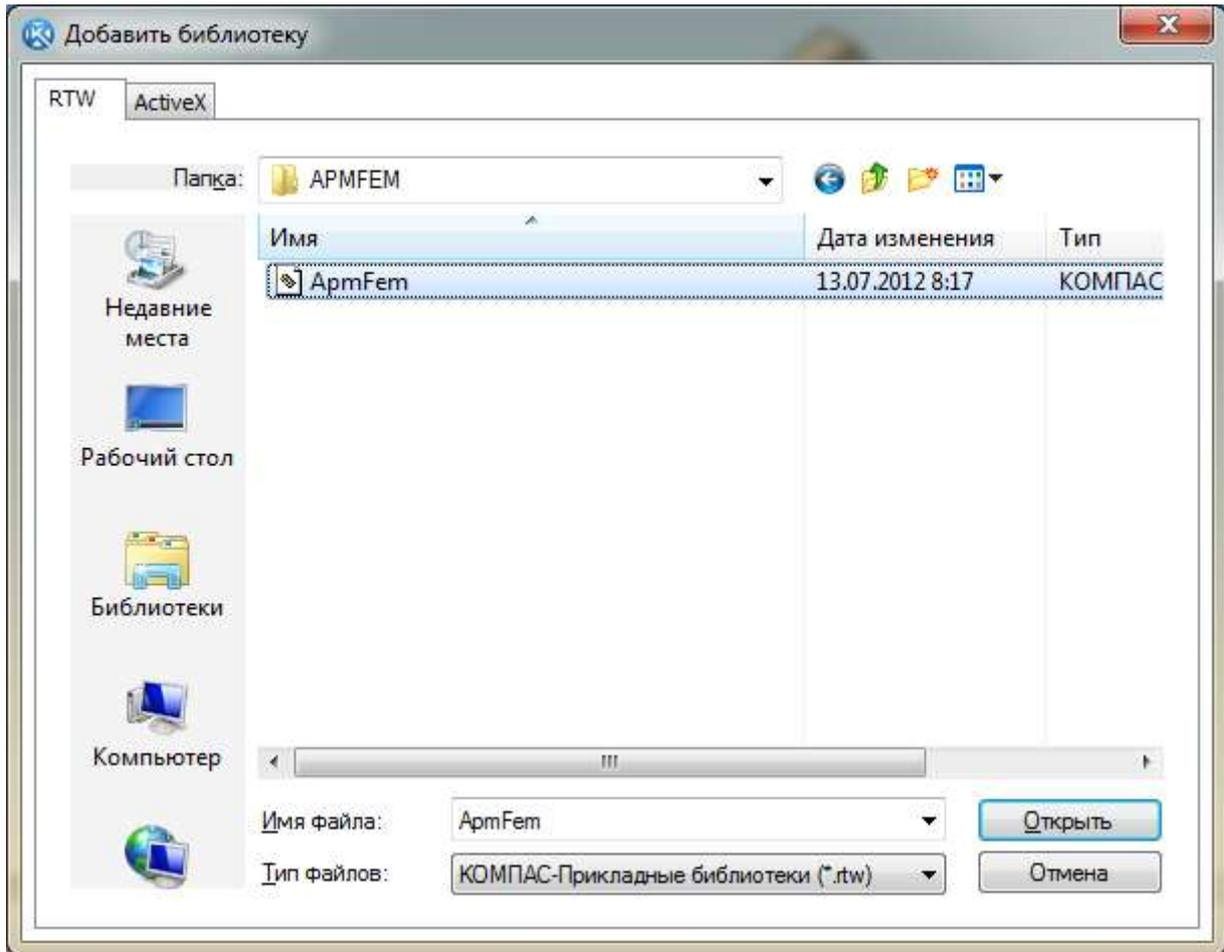 Добавить библиотеку
RTW
ActiveX
Папка:
APMFEM
Имя
Дата изменения
Тип
ApmFem
13.07.2012 8:17
КОМПАС
Недавние
места
Рабочий стол
Библиотеки
Компьютер
Имя файла:
ApmFem
Открыть
Тип файлов:
КОМПАС-Прикладные библиотеки (*.rtw)
Отмена